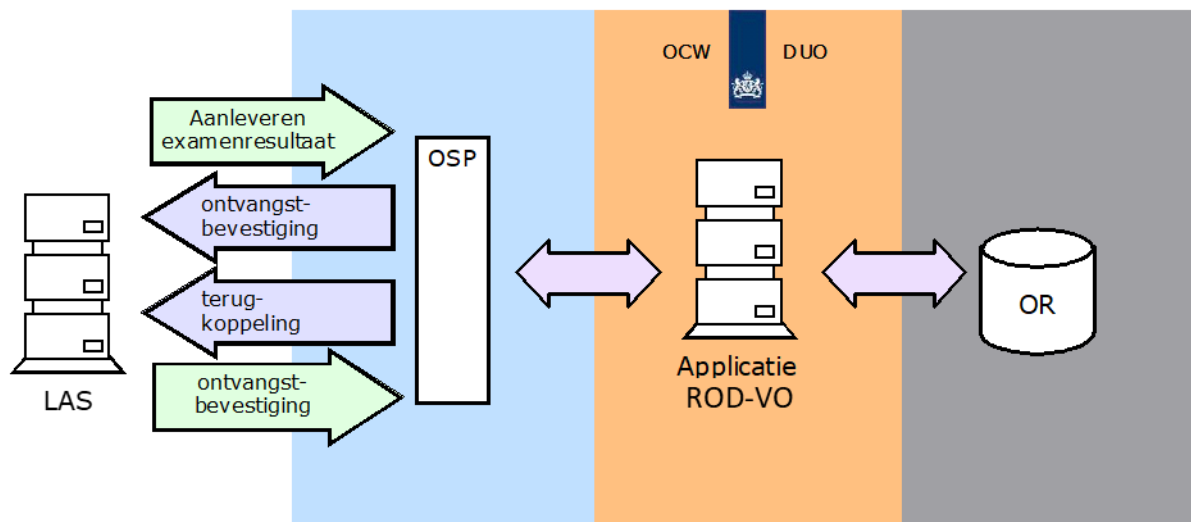 OCW DUO
Aanleveren
examenresultaat
OSP
ontvangst-
bevestiging
terug-
koppeling
ontvangst-
bevestiging
LAS
Applicatie
ROD-VO
OR